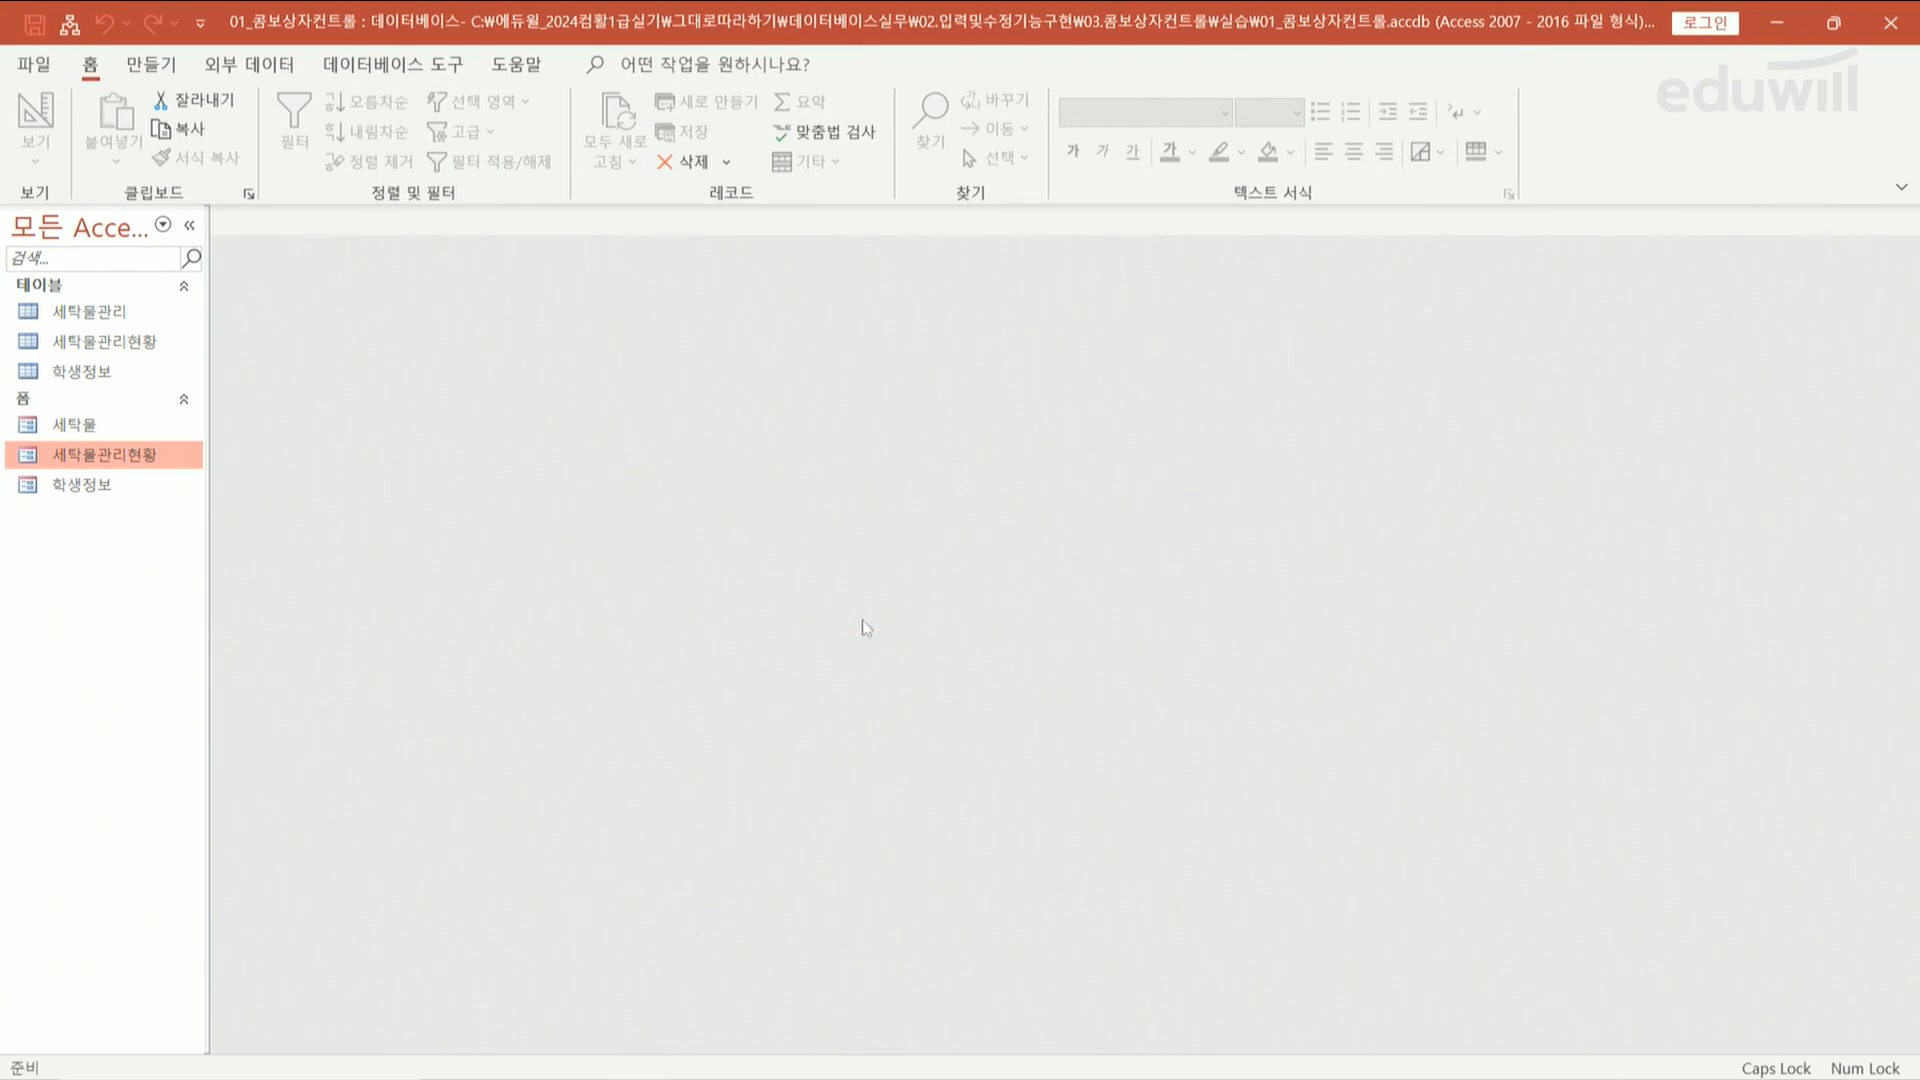 01_콤보상자컨트롤 : 데이터베이스- C:₩에듀윌_2024컴활1급실기₩그대로따라하기₩데이터베이스실무₩02.입력및수정기능구현₩03.콤보상자컨트롤₩실습₩01_콤보상자컨트롤.accdb (Access 2007 - 2016 파일 형식)...
로그인
파일
홈
만들기
외부 데이터
데이터베이스 도구
도움말
어떤 작업을 원하시나요?
eduwill
보기
보기
붙여넣기
잘라내기
복사
서식 복사
클립보드
필터
오름차순
내림차순
정렬 제거
선택 영역
고급
필터 적용/해제
정렬 및 필터
모두 새로
고침
새로 만들기
저장
삭제
요약
맞춤법 검사
기타
레코드
찾기
바꾸기
이동
선택
찾기
가 가 가 가
텍스트 서식
모든 Acce...
검색...
테이블
세탁물관리
세탁물관리현황
학생정보
폼
세탁물
세탁물관리현황
학생정보
준비
Caps Lock
Num Lock